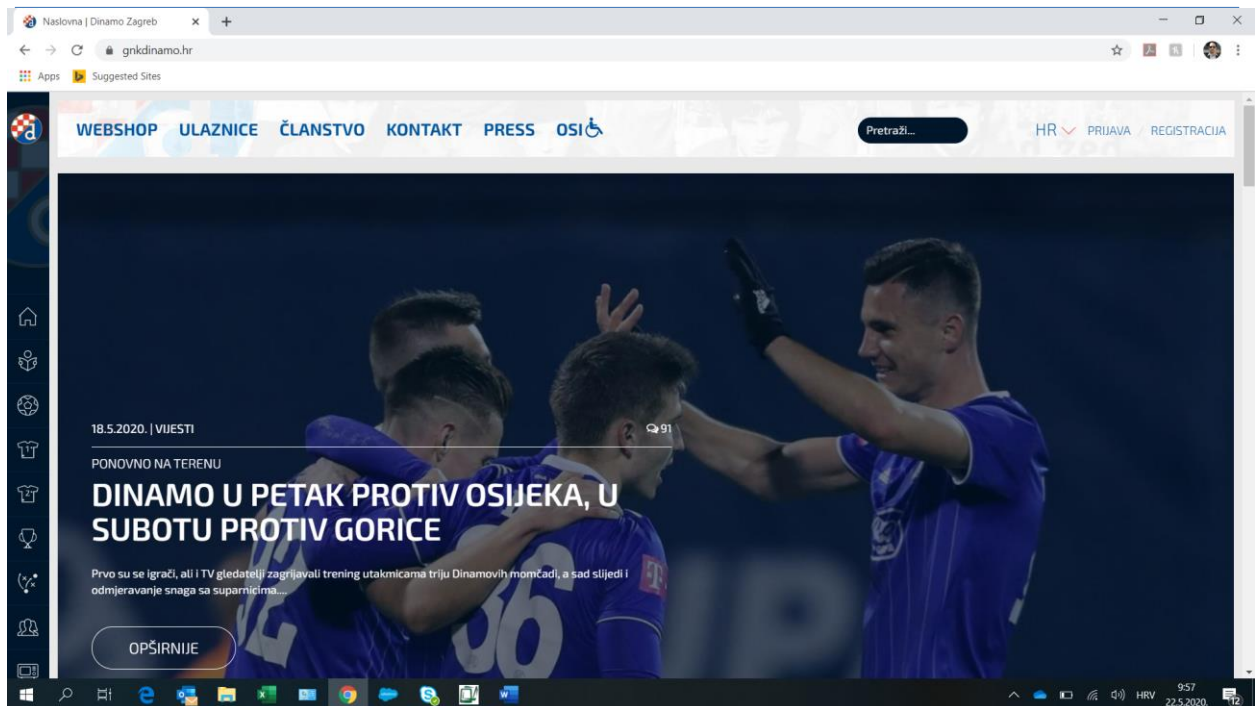 Naslovna | Dinamo Zagreb
gnkdinamo.hr
Apps Suggested Sites
WEBSHOP ULAZNICE ČLANSTVO KONTAKT PRESS OSI
Pretraži...
HR PRIJAVA / REGISTRACIJA
18.5.2020. | VIJESTI 91
PONOVNO NA TERENU
DINAMO U PETAK PROTIV OSIJEKA, U
SUBOTU PROTIV GORICE
Prvo su se igrači, ali i TV gledatelji zagrijavali trening utakmicama triju Dinamovih momčadi, a sad slijedi i
odmjeravanje snaga sa suparnicima....
OPŠIRNIJE
HRV
9:57
22.5.2020.
12